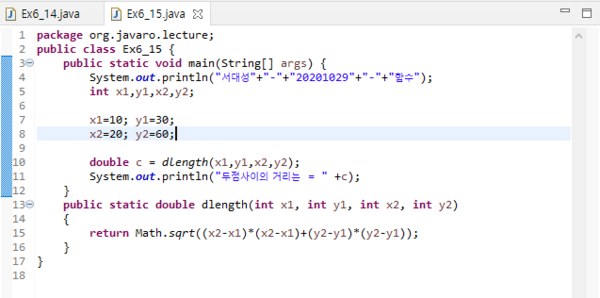 Ex6_14.java Ex6_15.java
1 package org.javaro.lecture;
2 public class Ex6_15 {
3 public static void main(String[] args) {
4 System.out.println("서대성"+"-"+"20201029"+"-"+"함수");
5 int x1,y1,x2,y2;
6
7 x1=10; y1=30;
8 x2=20; y2=60;
9
10 double c = dlength(x1,y1,x2,y2);
11 System.out.println("두점사이의 거리는 = " +c);
12 }
13 public static double dlength(int x1, int y1, int x2, int y2)
14 {
15 return Math.sqrt((x2-x1)*(x2-x1)+(y2-y1)*(y2-y1));
16 }
17 }
18